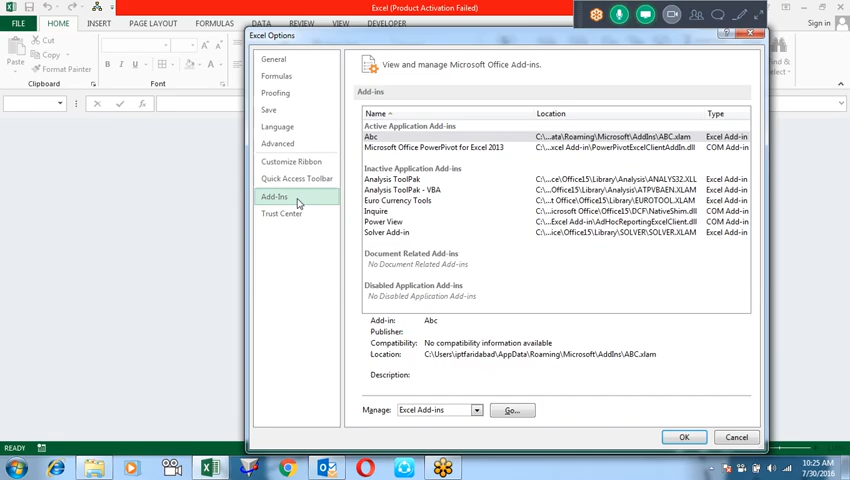 Excel (Product Activation Failed)
FILE HOME INSERT PAGE LAYOUT FORMULAS DATA REVIEW VIEW DEVELOPER Sign in
Cut
Copy
Format Painter
Paste
B I U
Clipboard
READY
Excel Options
General
Formulas
Proofing
Save
Language
Advanced
Customize Ribbon
Quick Access Toolbar
Add-Ins
Trust Center
View and manage Microsoft Office Add-ins.
Add-ins
Name Location Type
Active Application Add-ins
Abc C:\...ata\Roaming\Microsoft\AddIns\ABC.xlam Excel Add-in
Microsoft Office PowerPivot for Excel 2013 C:\...xcel Add-in\PowerPivotExcelClientAddIn.dll COM Add-in
Inactive Application Add-ins
Analysis ToolPak C:\...ce\Office15\Library\Analysis\ANALYS32.XLL Excel Add-in
Analysis ToolPak - VBA C:\...Office15\Library\Analysis\ATPVBAEN.XLAM Excel Add-in
Euro Currency Tools C:\...t Office\Office15\Library\EUROTOOL.XLAM Excel Add-in
Inquire C:\...icrosoft Office\Office15\DCF\NativeShim.dll COM Add-in
Power View C:\...Excel Add-in\AdHocReportingExcelClient.dll COM Add-in
Solver Add-in C:\...ice\Office15\Library\SOLVER\SOLVER.XLAM Excel Add-in
Document Related Add-ins
No Document Related Add-ins
Disabled Application Add-ins
No Disabled Application Add-ins
Add-in: Abc
Publisher:
Compatibility: No compatibility information available
Location: C:\Users\iptfaridabad\AppData\Roaming\Microsoft\AddIns\ABC.xlam
Description:
Manage: Excel Add-ins Go...
OK Cancel
10:25 AM
7/30/2016